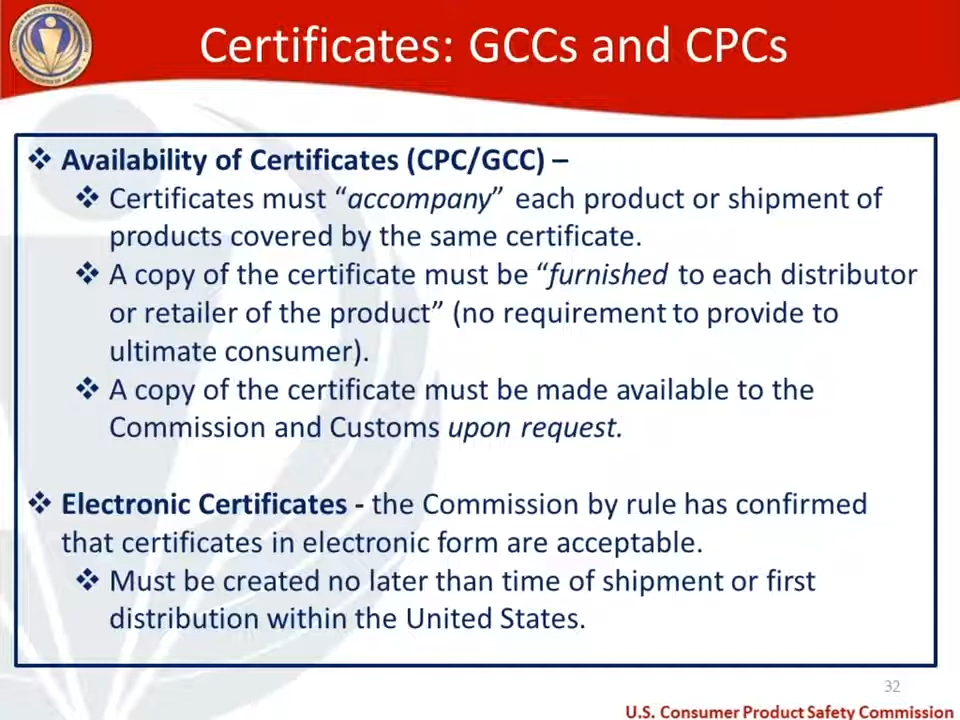 Certificates: GCCs and CPCs
❖ Availability of Certificates (CPC/GCC) –
❖ Certificates must “accompany” each product or shipment of
products covered by the same certificate.
❖ A copy of the certificate must be “furnished to each distributor
or retailer of the product” (no requirement to provide to
ultimate consumer).
❖ A copy of the certificate must be made available to the
Commission and Customs upon request.
❖ Electronic Certificates - the Commission by rule has confirmed
that certificates in electronic form are acceptable.
❖ Must be created no later than time of shipment or first
distribution within the United States.
32
U.S. Consumer Product Safety Commission